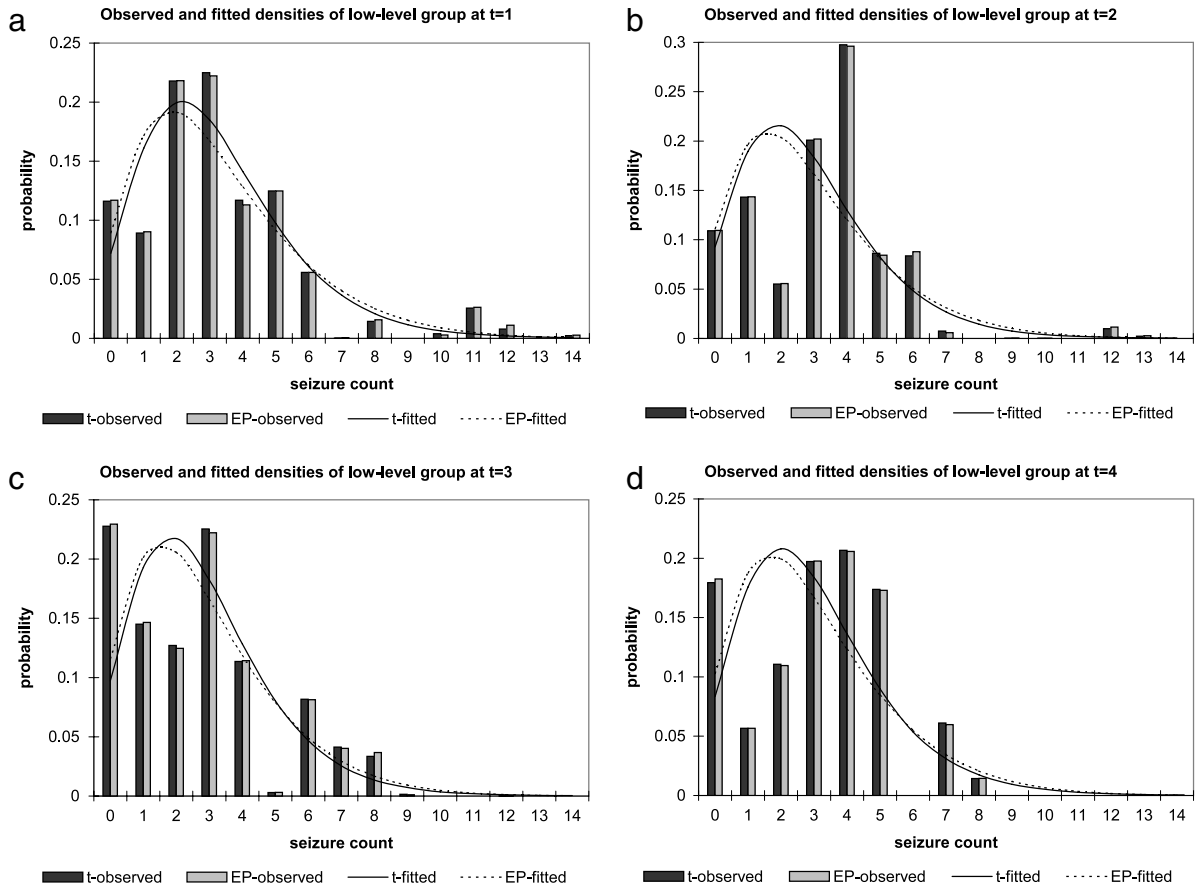 a
Observed and fitted densities of low-level group at t=1
0.25
0.2
0.15
0.1
0.05
0
probability
0 1 2 3 4 5 6 7 8 9 10 11 12 13 14
seizure count
t-observed EP-observed t-fitted EP-fitted
b
Observed and fitted densities of low-level group at t=2
0.3
0.25
0.2
0.15
0.1
0.05
0
probability
0 1 2 3 4 5 6 7 8 9 10 11 12 13 14
seizure count
t-observed EP-observed t-fitted EP-fitted
c
Observed and fitted densities of low-level group at t=3
0.25
0.2
0.15
0.1
0.05
0
probability
0 1 2 3 4 5 6 7 8 9 10 11 12 13 14
seizure count
t-observed EP-observed t-fitted EP-fitted
d
Observed and fitted densities of low-level group at t=4
0.25
0.2
0.15
0.1
0.05
0
probability
0 1 2 3 4 5 6 7 8 9 10 11 12 13 14
seizure count
t-observed EP-observed t-fitted EP-fitted